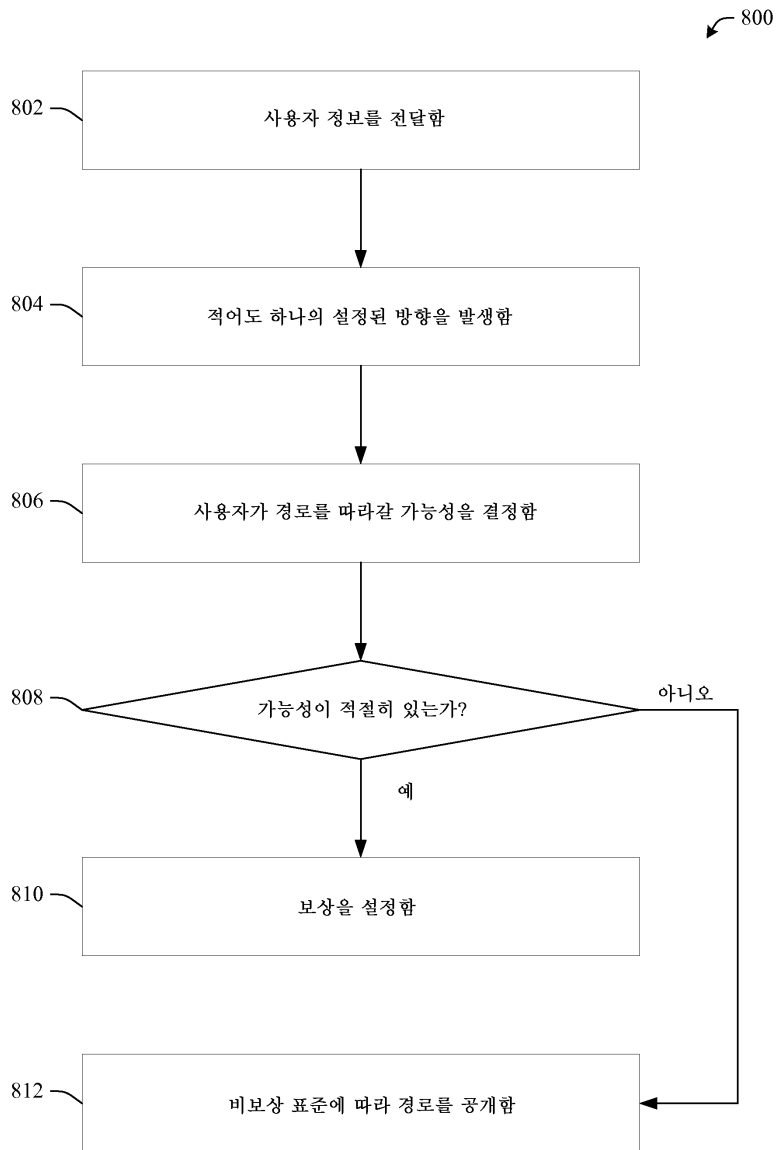 800
802
사용자 정보를 전달함
804
적어도 하나의 설정된 방향을 발생함
806
사용자가 경로를 따라갈 가능성을 결정함
808
가능성이 적절히 있는가?
아니오
예
810
보상을 설정함
812
비보상 표준에 따라 경로를 공개함